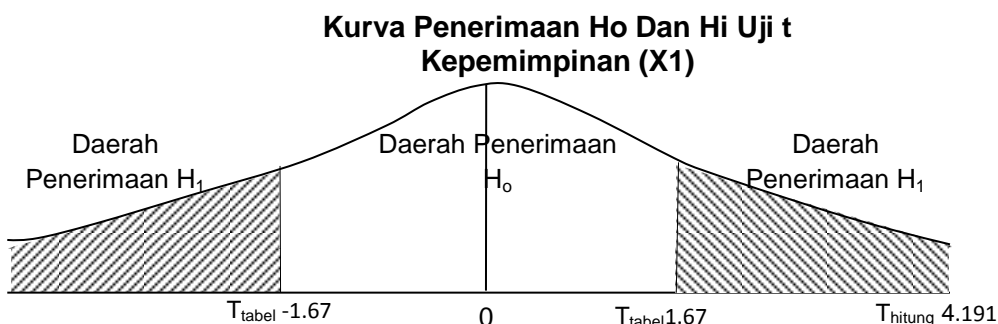 Kurva Penerimaan Ho Dan Hi Uji t
Kepemimpinan (X1)
Daerah
Penerimaan H1
Daerah Penerimaan
Ho
Daerah
Penerimaan H1
Ttabel -1.67
0
Ttabel1.67
Thitung 4.191